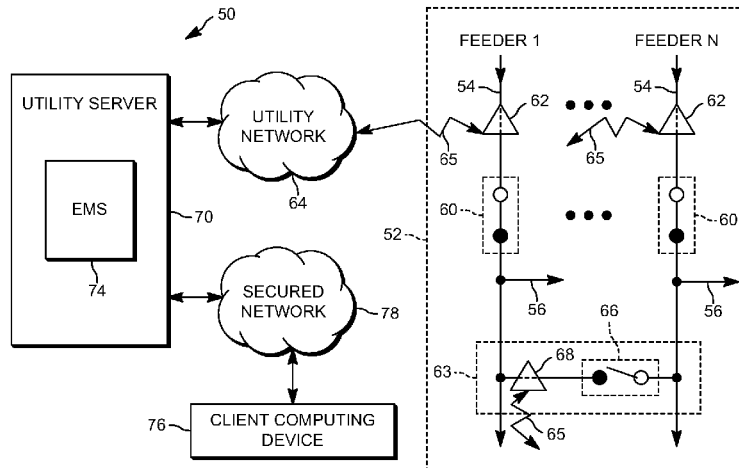 50
FEEDER 1
FEEDER N
54
54
62
62
UTILITY SERVER
UTILITY
NETWORK
65
65
64
EMS
74
70
60
60
52
56
56
SECURED
NETWORK
78
66
63
68
65
76
CLIENT COMPUTING
DEVICE